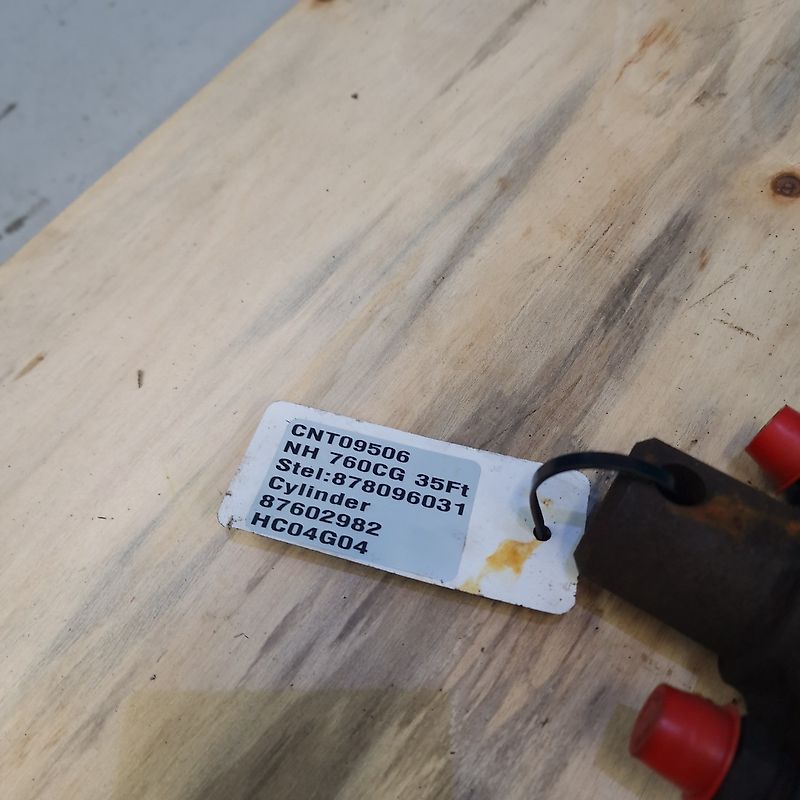 CNT09506
NH 760CG 35Ft
Stel:878096031
Cylinder
87602982
HC04G04